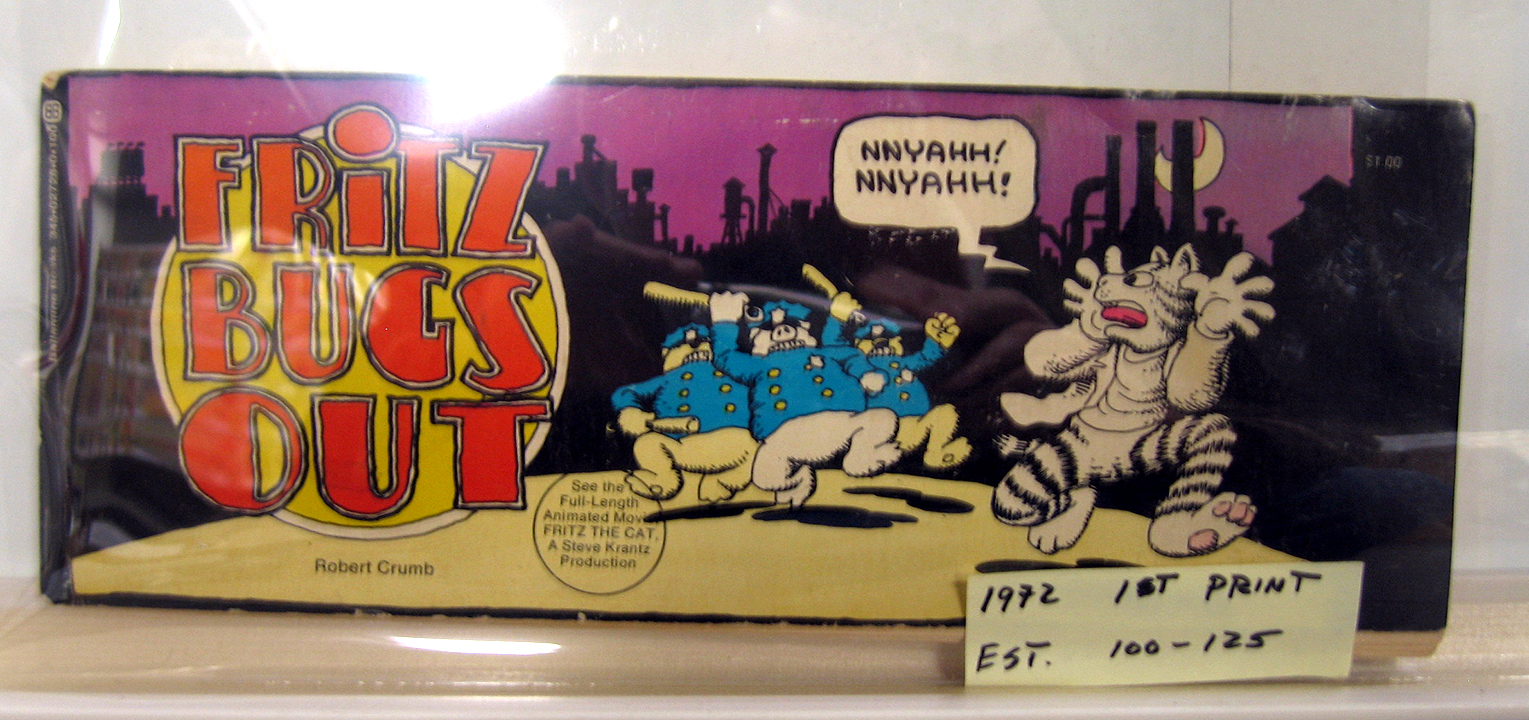 FRiTZ
BUGS
OUT
NNYAHH!
NNYAHH!
$1.00
See the
Full-Length
Animated Movie
FRITZ THE CAT,
A Steve Krantz
Production
Robert Crumb
1972 1ST PRINT
EST. 100-125